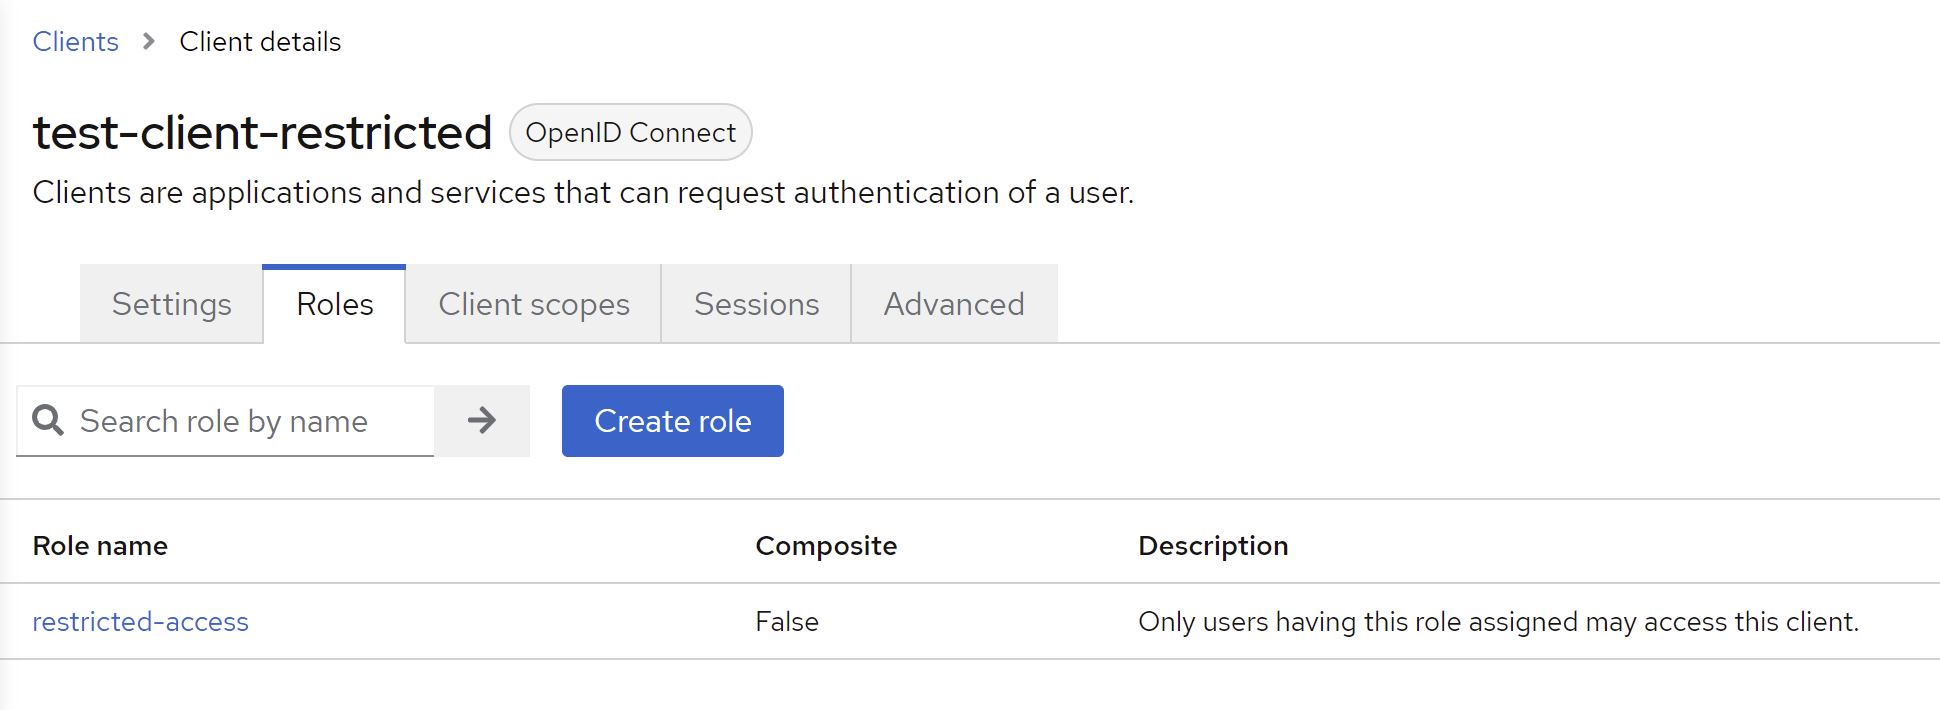 Clients > Client details
test-client-restricted OpenID Connect
Clients are applications and services that can request authentication of a user.
Settings Roles Client scopes Sessions Advanced
Search role by name → Create role
Role name Composite Description
restricted-access False Only users having this role assigned may access this client.